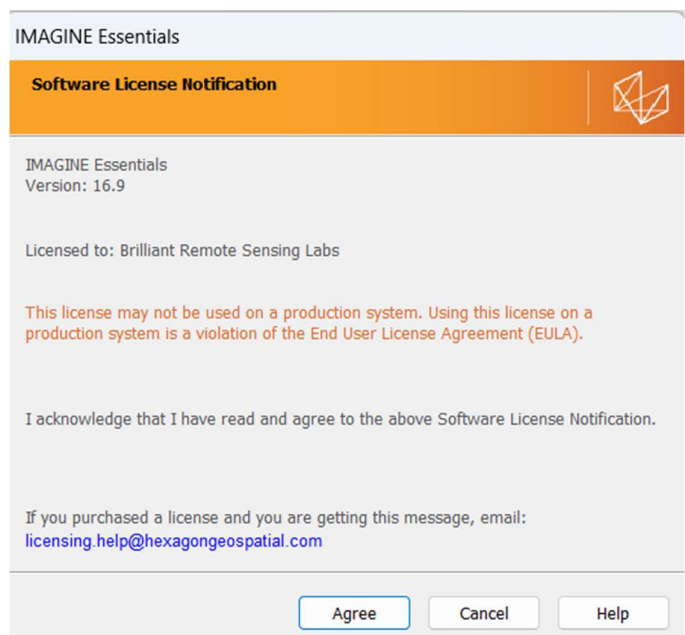 IMAGINE Essentials
Software License Notification
IMAGINE Essentials
Version: 16.9
Licensed to: Brilliant Remote Sensing Labs
This license may not be used on a production system. Using this license on a
production system is a violation of the End User License Agreement (EULA).
I acknowledge that I have read and agree to the above Software License Notification.
If you purchased a license and you are getting this message, email:
licensing.help@hexagongeospatial.com
Agree Cancel Help